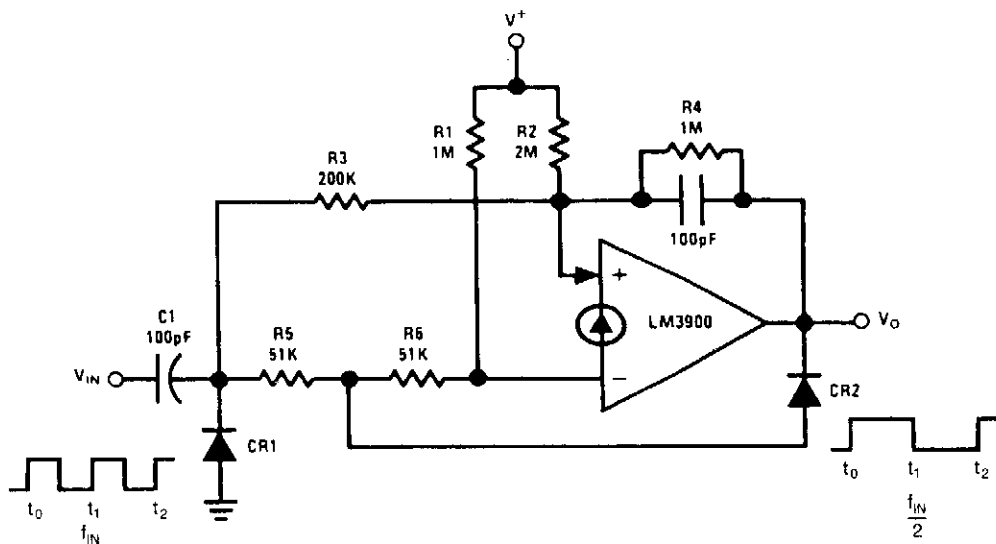 V+
R4
1M
R1
1M
R2
2M
R3
200K
100pF
+
LM3900
VO
C1
100pF
R5
51K
R6
51K
VIN
−
CR2
CR1
t0 t1 t2
fIN
t0 t1 t2
fIN
2